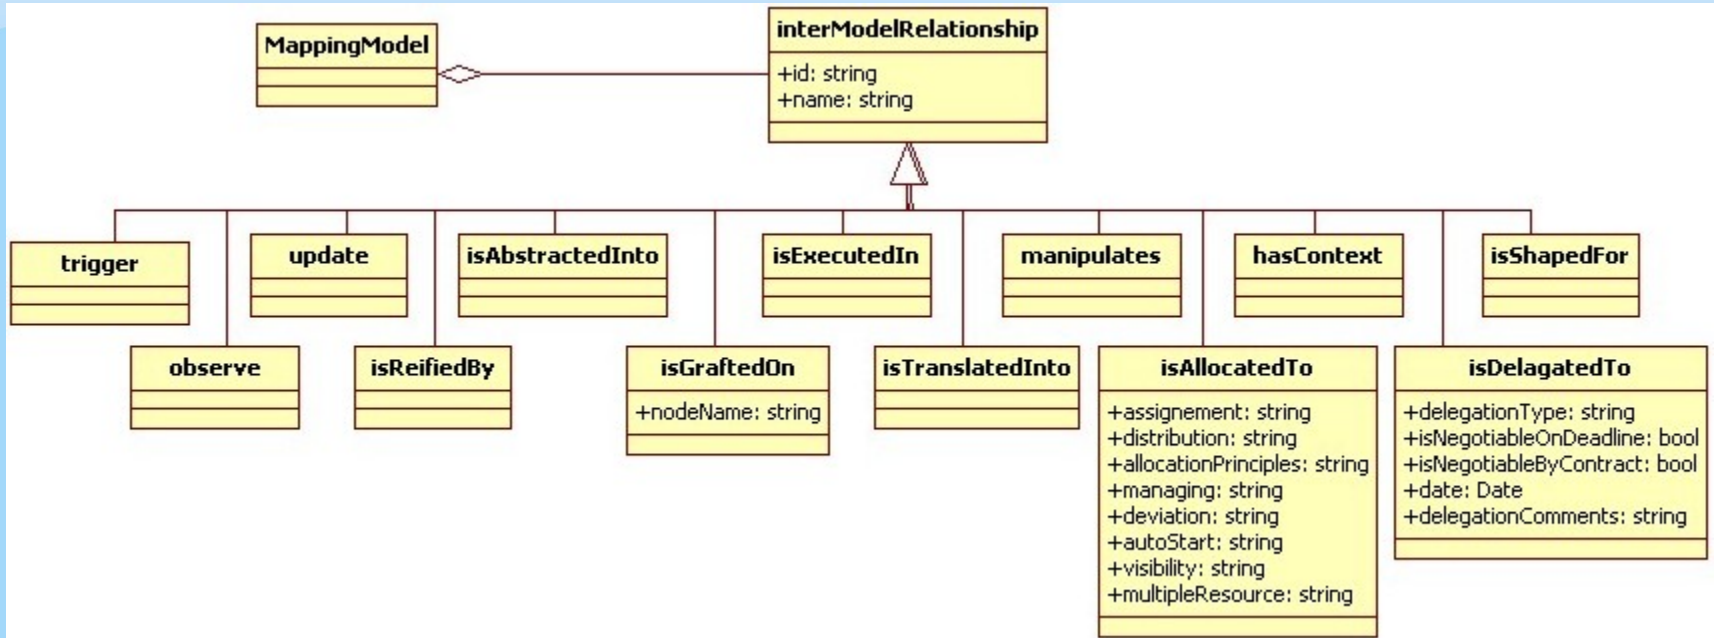 MappingModel
interModelRelationship
+id: string
+name: string
trigger
update
isAbstractedInto
isExecutedIn
manipulates
hasContext
isShapedFor
observe
isReifiedBy
isGraftedOn
+nodeName: string
isTranslatedInto
isAllocatedTo
+assignement: string
+distribution: string
+allocationPrinciples: string
+managing: string
+deviation: string
+autoStart: string
+visibility: string
+multipleResource: string
isDelagatedTo
+delegationType: string
+isNegotiableOnDeadline: bool
+isNegotiableByContract: bool
+date: Date
+delegationComments: string